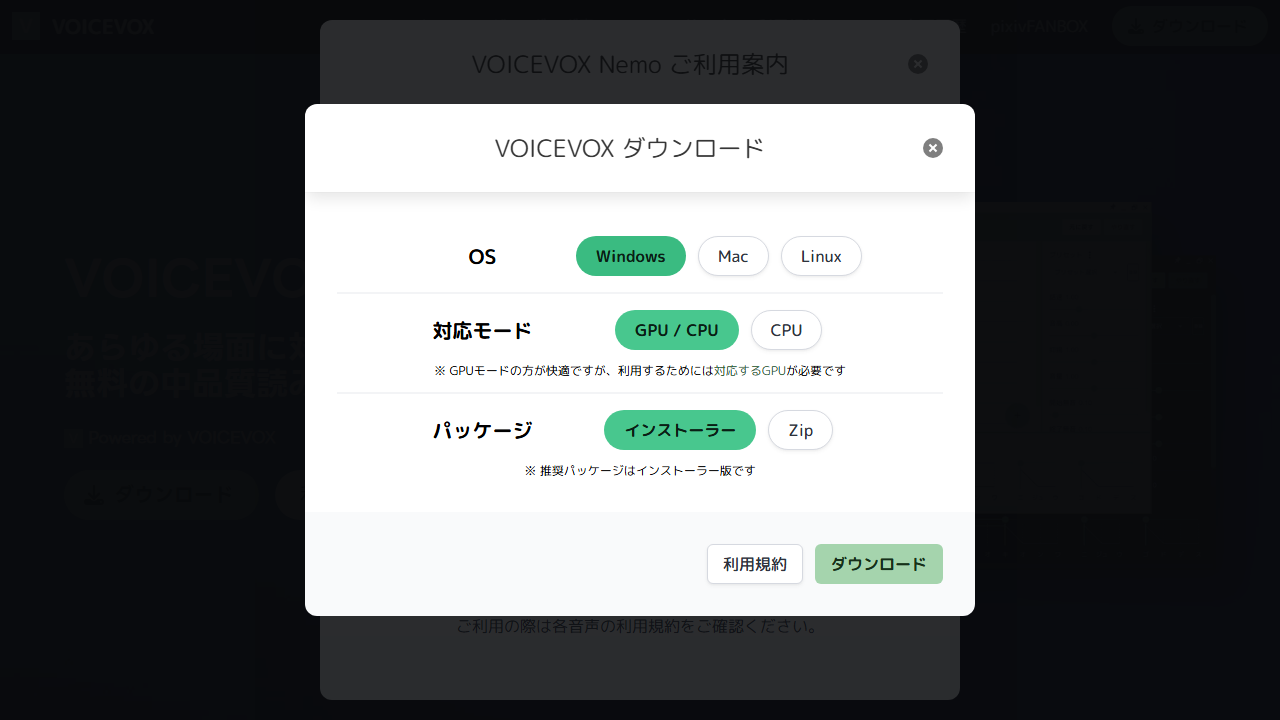 VOICEVOX
pixivFANBOX
VOICEVOX Nemo ご利用案内
VOICEVOX ダウンロード
OS
Windows
Mac
Linux
対応モード
GPU / CPU
CPU
※ GPUモードの方が快適ですが、利用するためには対応するGPUが必要です
パッケージ
インストーラー
Zip
※ 推奨パッケージはインストーラー版です
利用規約
ダウンロード
VOICEVO
あらゆる場面に
無料の中品質読み
Powered by VOICEVOX
ダウンロード
ご利用の際は各音声の利用規約をご確認ください。